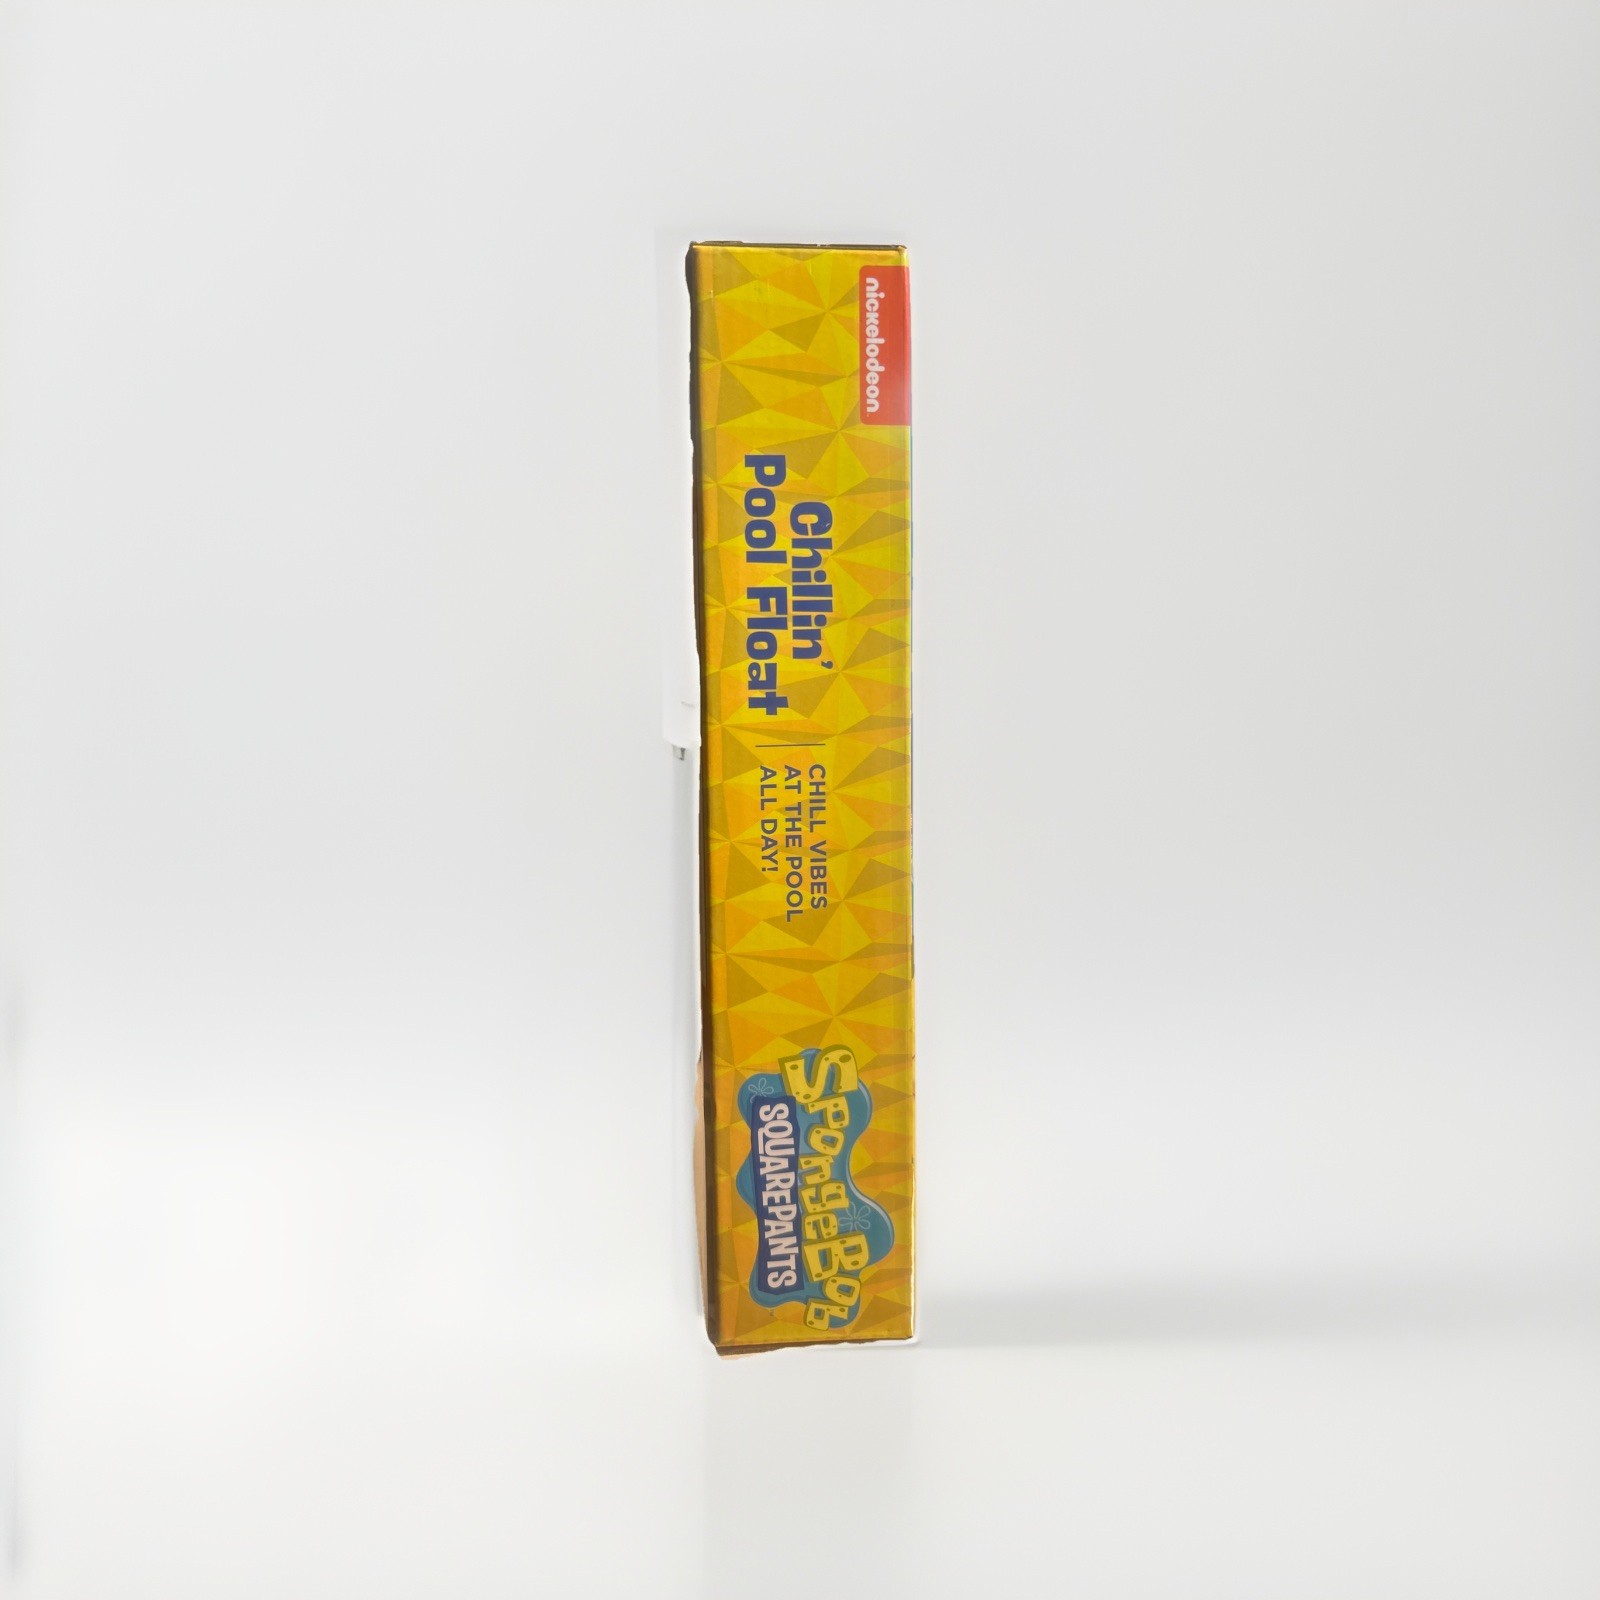 nickelodeon
Chillin'
Pool Float
CHILL VIBES
AT THE POOL
ALL DAY!
SpongeBob
SQUAREPANTS